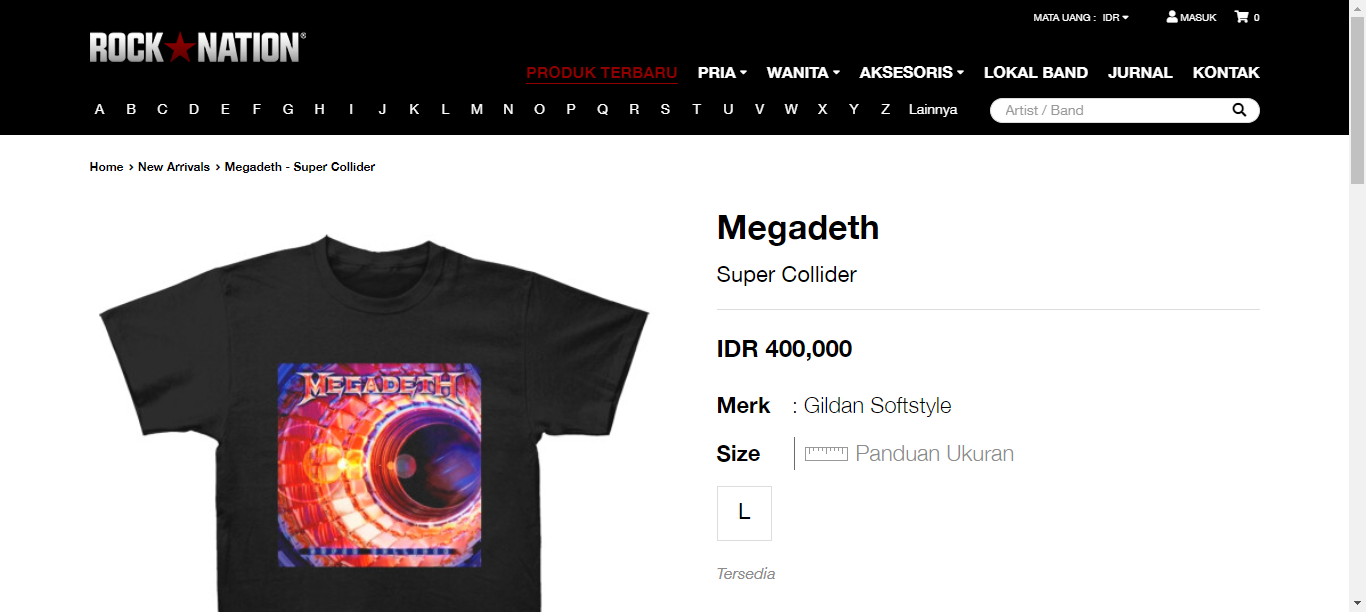 MATA UANG : IDR
MASUK
0
ROCK NATION®
PRODUK TERBARU PRIA WANITA AKSESORIS LOKAL BAND JURNAL KONTAK
A B C D E F G H I J K L M N O P Q R S T U V W X Y Z Lainnya
Artist / Band
Home › New Arrivals › Megadeth - Super Collider
MEGADETH
Megadeth
Super Collider
IDR 400,000
Merk : Gildan Softstyle
Size Panduan Ukuran
L
Tersedia